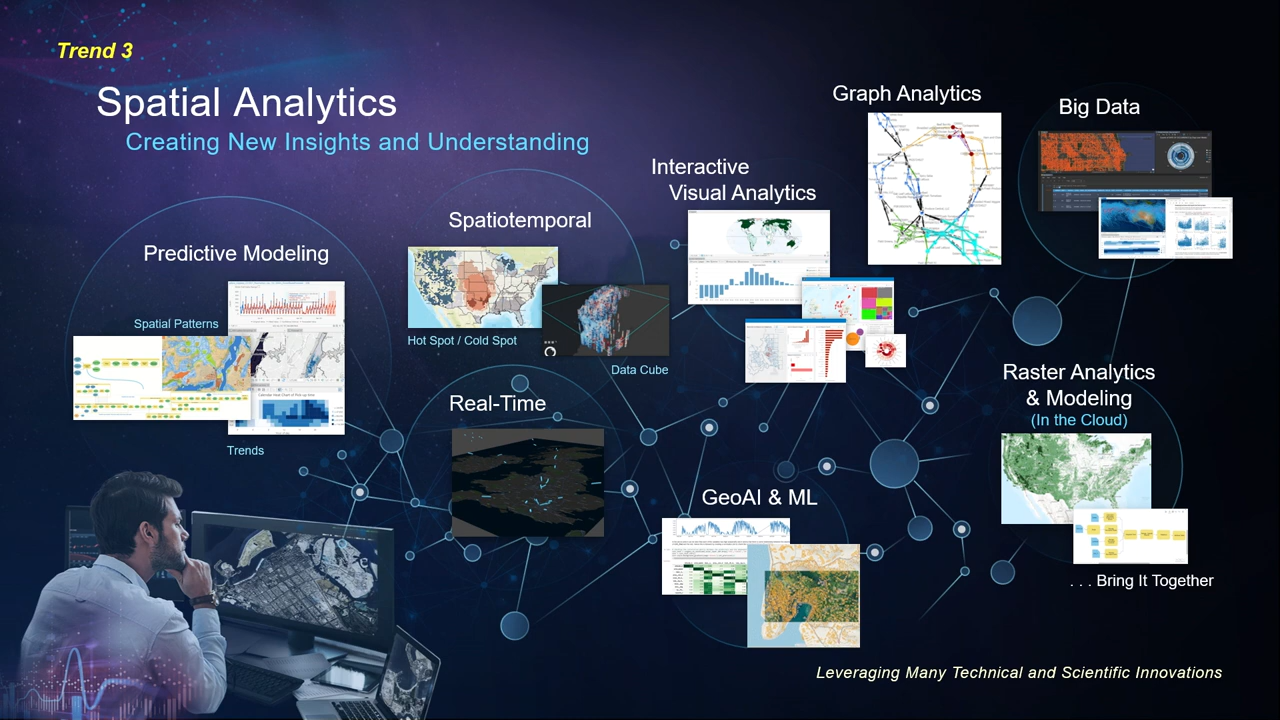 Trend 3
Spatial Analytics
Creating New Insights and Understanding
Graph Analytics
Big Data
Interactive
Visual Analytics
Spatiotemporal
Predictive Modeling
Spatial Patterns
Hot Spot / Cold Spot
Data Cube
Trends
Real-Time
Raster Analytics
& Modeling
(In the Cloud)
GeoAI & ML
. . . Bring It Together
Leveraging Many Technical and Scientific Innovations